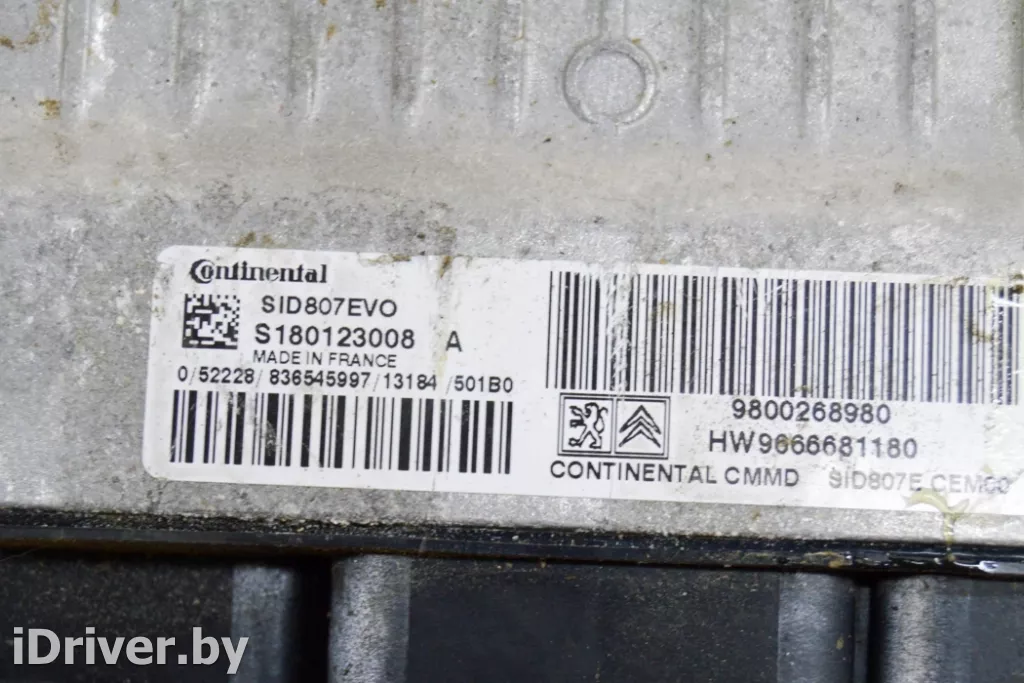 Continental
SID807EVO
S180123008 A
MADE IN FRANCE
0/52228/836545997/13184/501B0
9800268980
HW9666681180
CONTINENTAL CMMD SID807E CEM00
iDriver.by